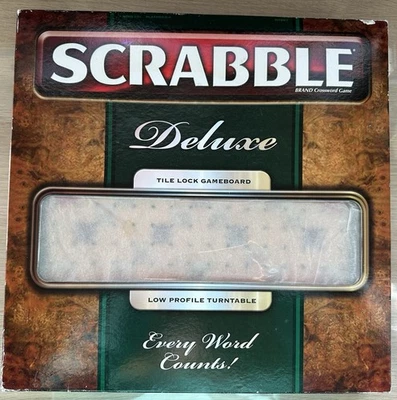 SCRABBLE
BRAND Crossword Game
Deluxe
TILE LOCK GAMEBOARD
LOW PROFILE TURNTABLE
Every Word
Counts!